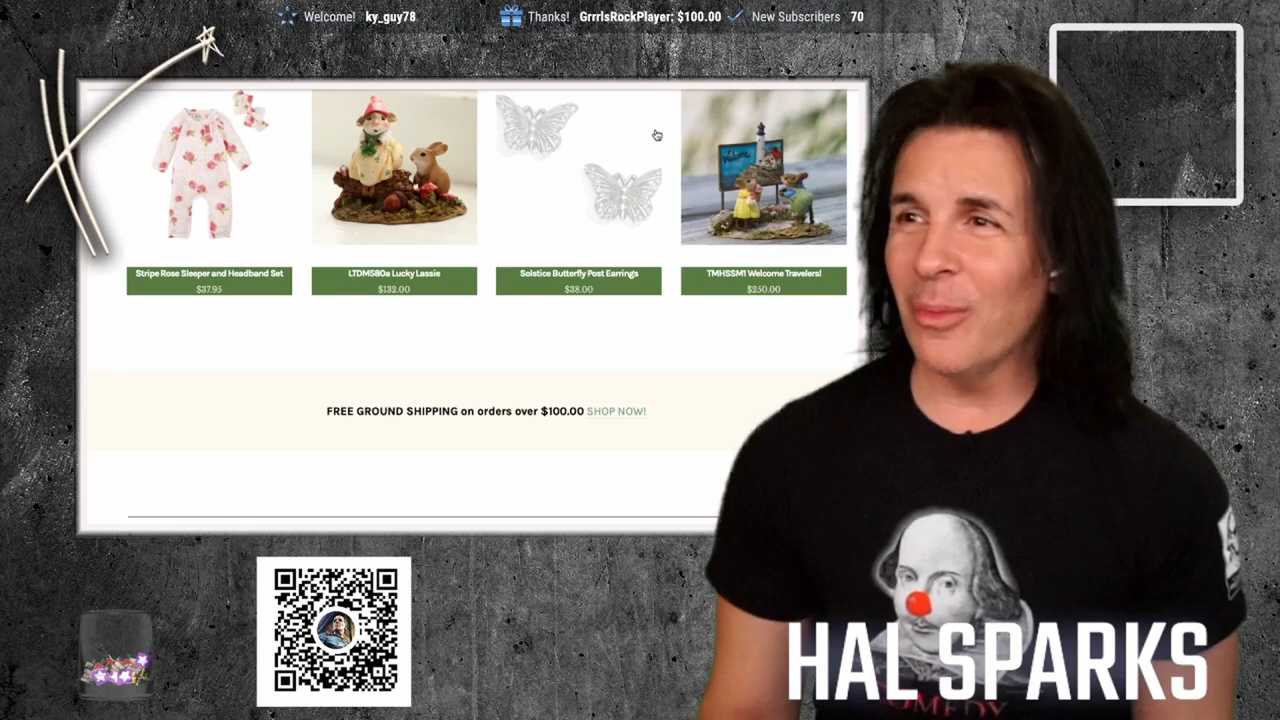 Welcome! ky_guy78
Thanks! GrrrlsRockPlayer: $100.00
New Subscribers 70
Stripe Rose Sleeper and Headband Set
$37.95
LTDM580a Lucky Lassie
$132.00
Solstice Butterfly Post Earrings
$38.00
TMHSSM1 Welcome Travelers!
$250.00
FREE GROUND SHIPPING on orders over $100.00 SHOP NOW!
HAL SPARKS
COMEDY